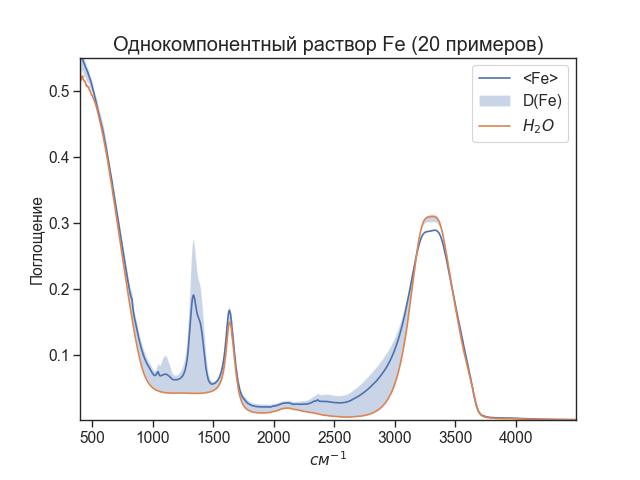 Однокомпонентный раствор Fe (20 примеров)
<Fe>
D(Fe)
H₂O
Поглощение
0.5
0.4
0.3
0.2
0.1
500 1000 1500 2000 2500 3000 3500 4000
см⁻¹